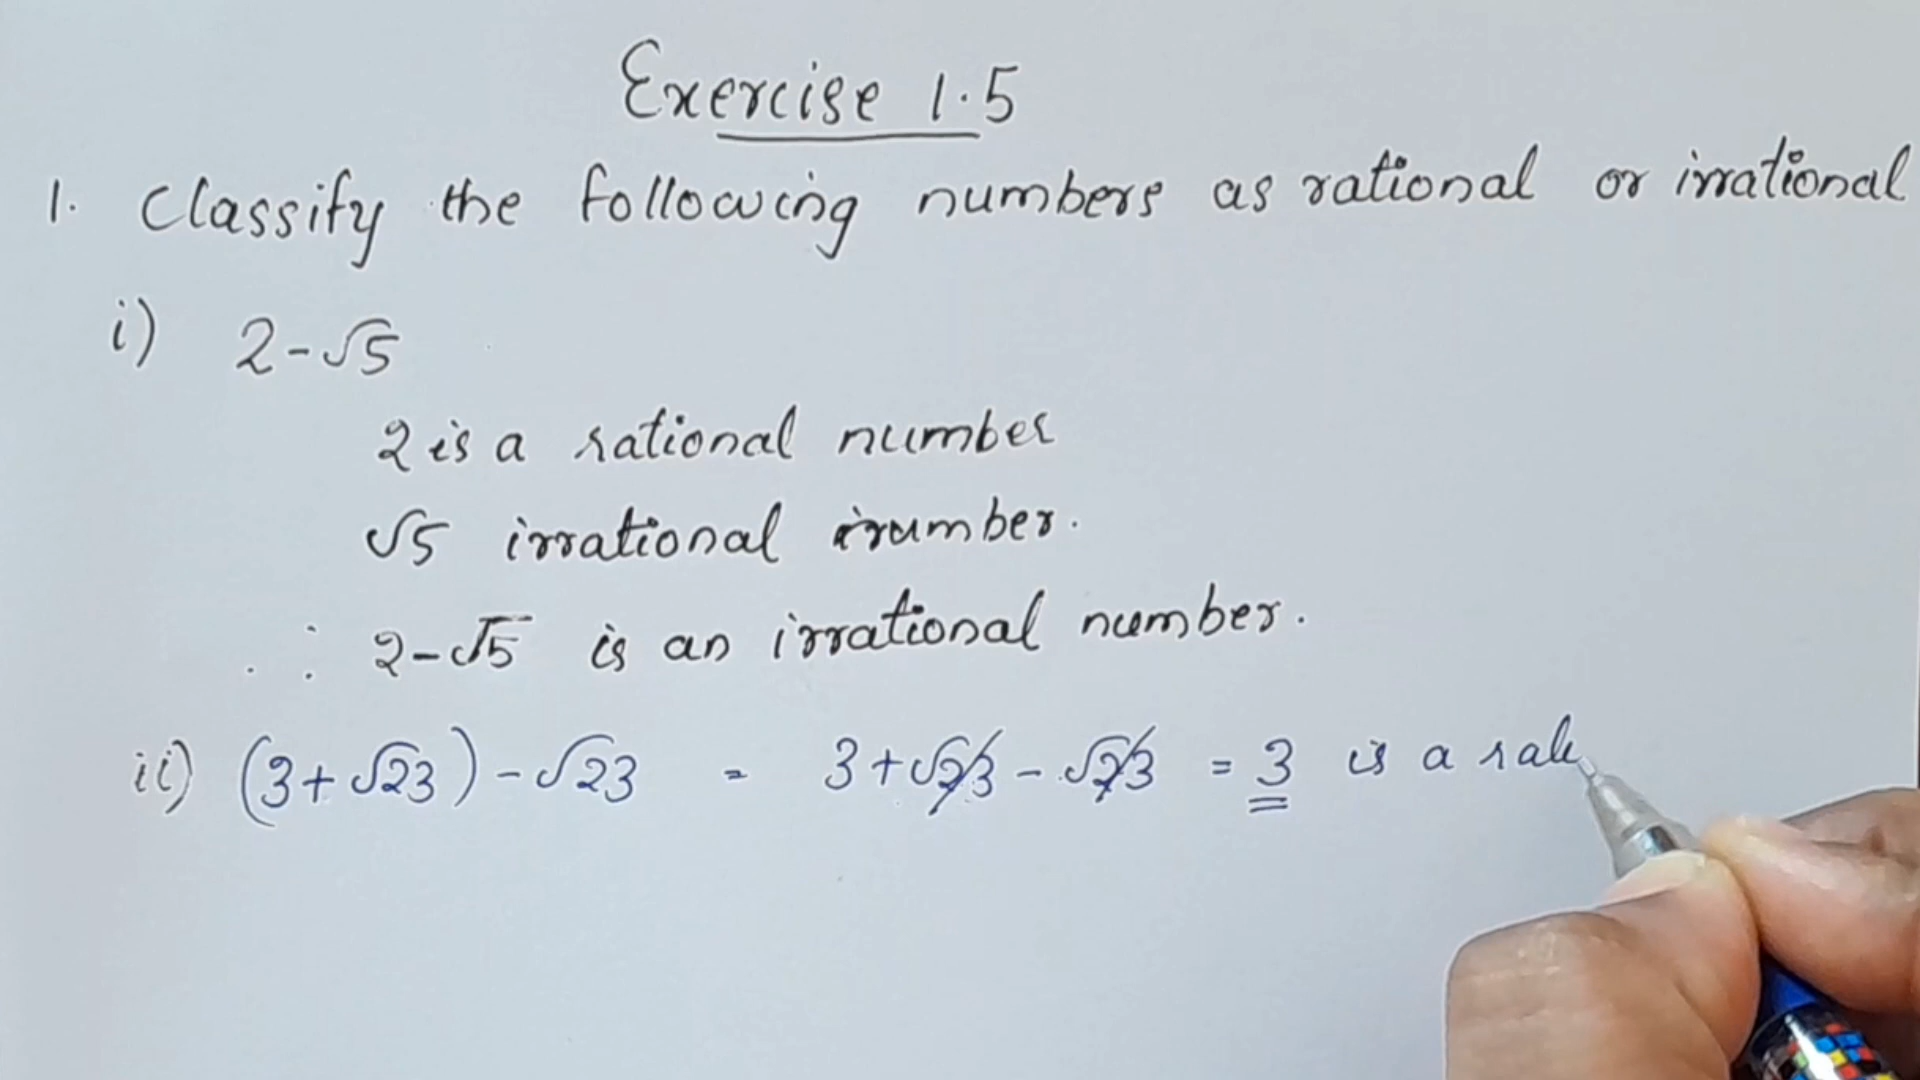 Exercise 1.5
1. Classify the following numbers as rational or irrational
i) 2-√5
2 is a rational number
√5 irrational number.
∴ 2-√5 is an irrational number.
ii) (3+√23)-√23 = 3+√23-√23 = 3 is a rati